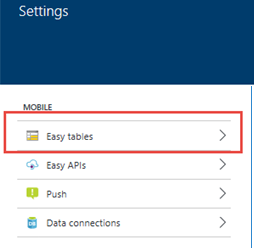 Settings
MOBILE
Easy tables
Easy APIs
Push
Data connections